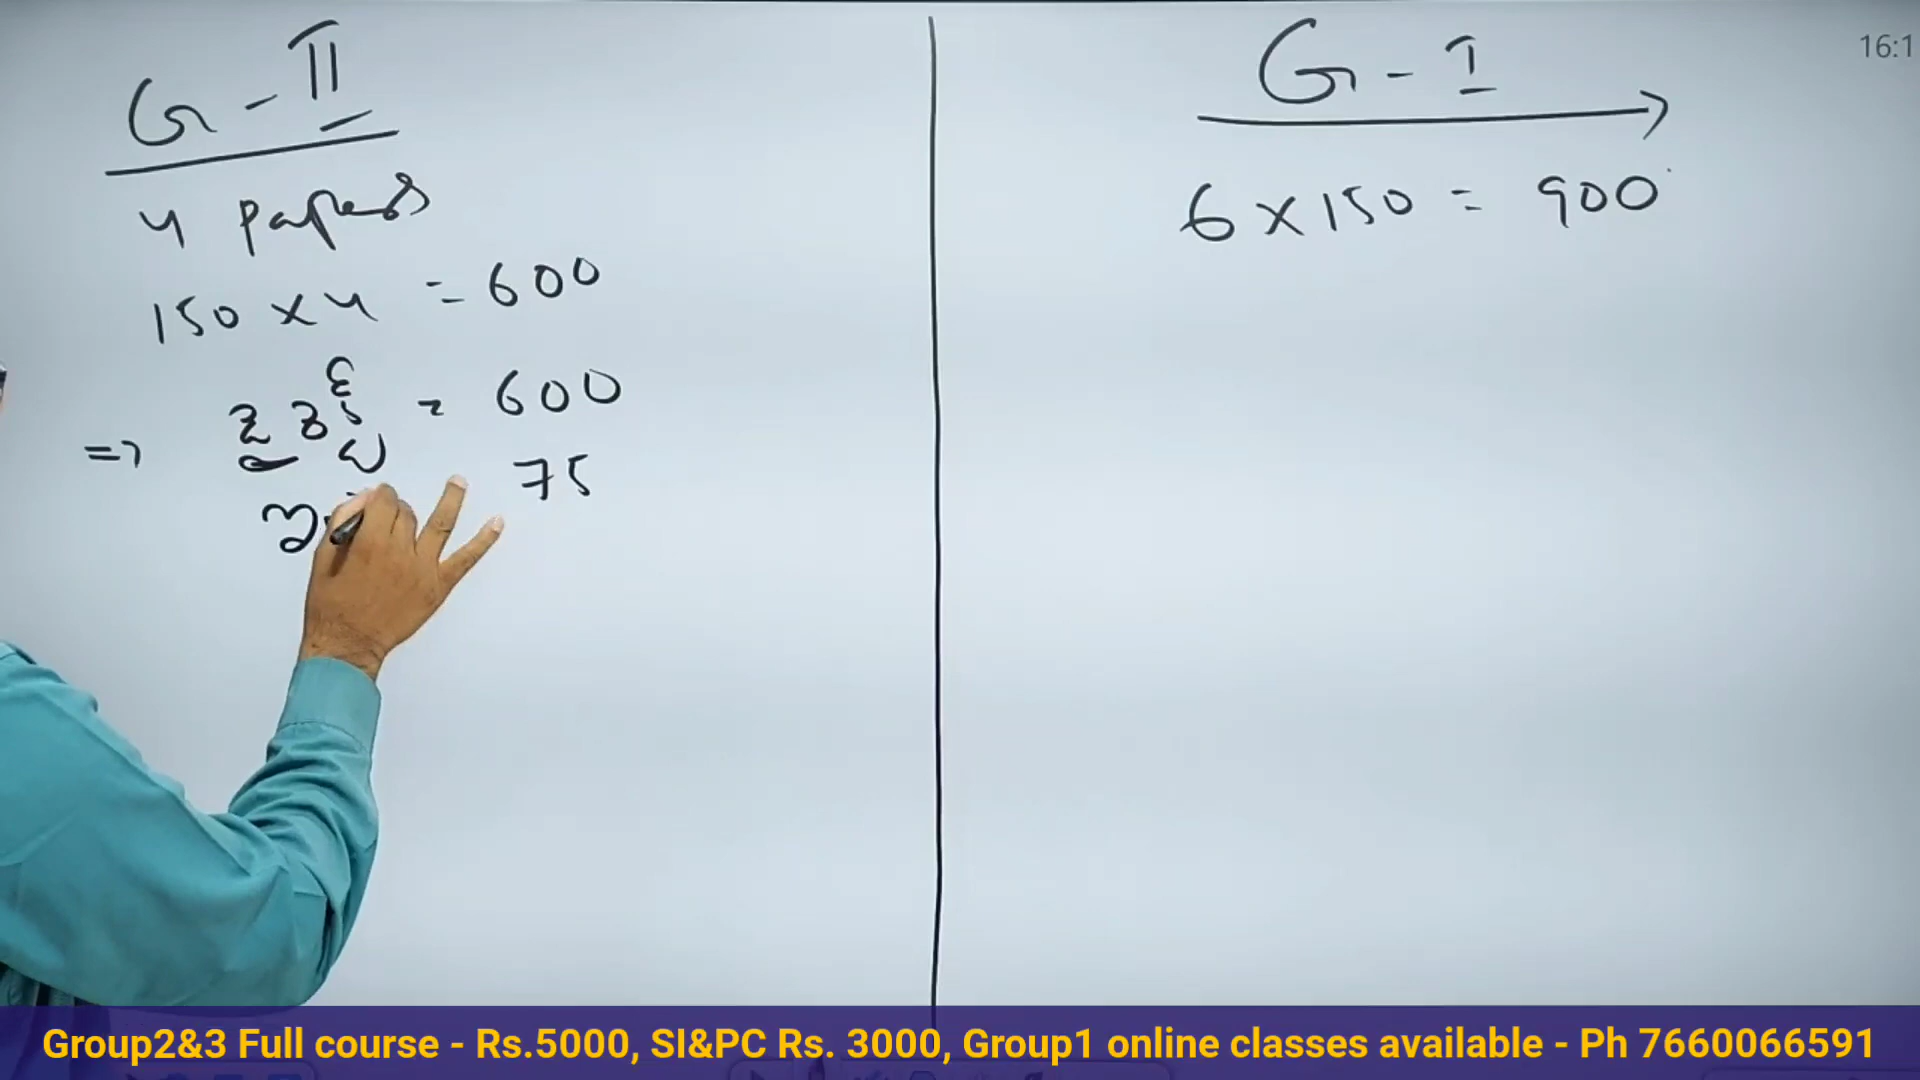 G - II
4 papers
150 × 4 = 600
=> = 600
75
G - I
6 × 150 = 900
16:1
Group2&3 Full course - Rs.5000, SI&PC Rs. 3000, Group1 online classes available - Ph 7660066591